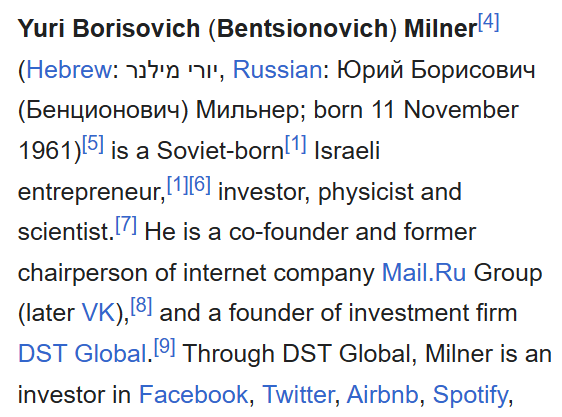 Yuri Borisovich (Bentsionovich) Milner[4]
(Hebrew: יורי מילנר, Russian: Юрий Борисович
(Бенционович) Мильнер; born 11 November
1961)[5] is a Soviet-born[1] Israeli
entrepreneur,[1][6] investor, physicist and
scientist.[7] He is a co-founder and former
chairperson of internet company Mail.Ru Group
(later VK),[8] and a founder of investment firm
DST Global.[9] Through DST Global, Milner is an
investor in Facebook, Twitter, Airbnb, Spotify,